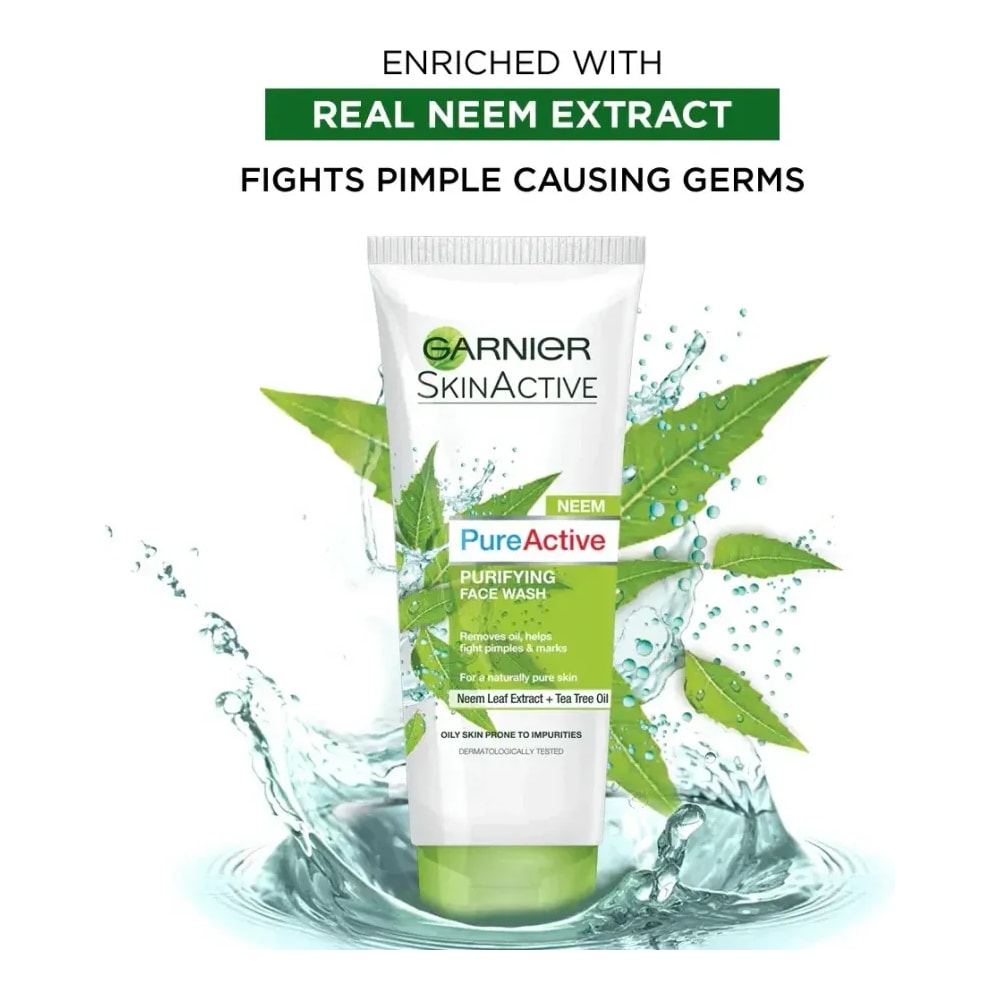 ENRICHED WITH
REAL NEEM EXTRACT
FIGHTS PIMPLE CAUSING GERMS
GARNIER
SKINACTIVE
NEEM
PureActive
PURIFYING
FACE WASH
Removes oil, helps
fight pimples & marks
For a naturally pure skin
Neem Leaf Extract + Tea Tree Oil
OILY SKIN PRONE TO IMPURITIES
DERMATOLOGICALLY TESTED